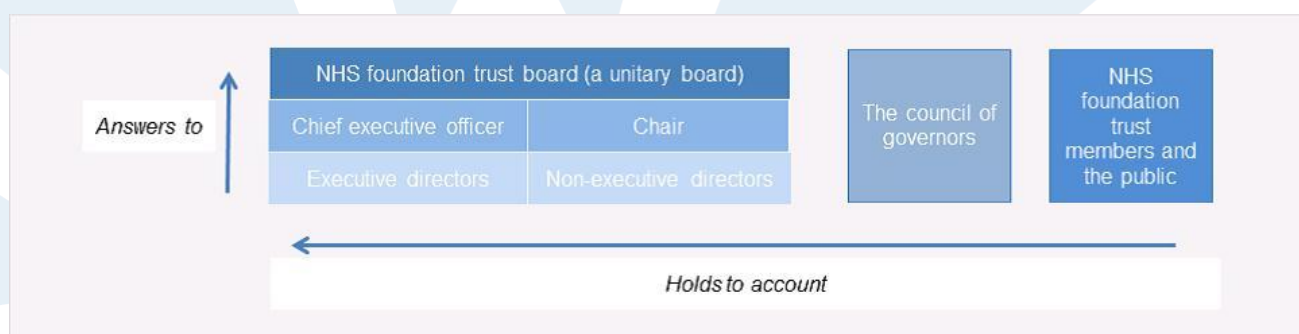 NHS foundation trust board (a unitary board)
Answers to
Chief executive officer
Chair
Executive directors
Non-executive directors
The council of
governors
NHS
foundation
trust
members and
the public
Holds to account